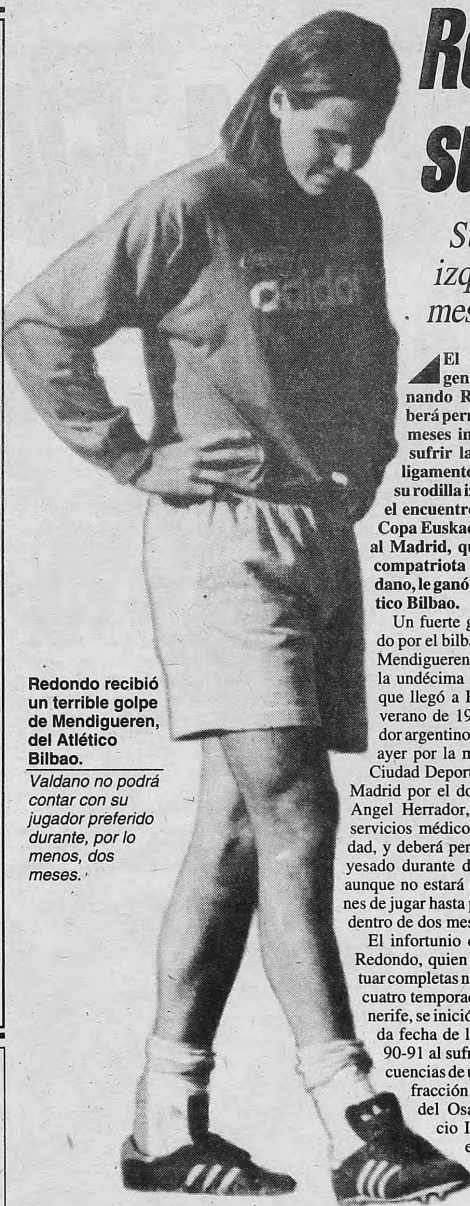 adidas
Redondo recibió
un terrible golpe
de Mendigueren,
del Atlético
Bilbao.
Valdano no podrá
contar con su
jugador preferido
durante, por lo
menos, dos
meses.
izq
mes
El
gen
nando R
berá perm
meses in
sufrir la
ligamento
su rodilla iz
el encuentro
Copa Euskad
al Madrid, qu
compatriota
dano, le ganó
tico Bilbao.
Un fuerte g
do por el bilba
Mendigueren
la undécima
que llegó a E
verano de 19
dor argentino
ayer por la m
Ciudad Deport
Madrid por el do
Angel Herrador,
servicios médico
dad, y deberá per
yesado durante d
aunque no estará
nes de jugar hasta p
dentro de dos mes
El infortunio d
Redondo, quien
tuar completas n
cuatro temporad
nerife, se inició
da fecha de l
90-91 al sufr
cuencias de u
fracción
del Osa
cio I
e